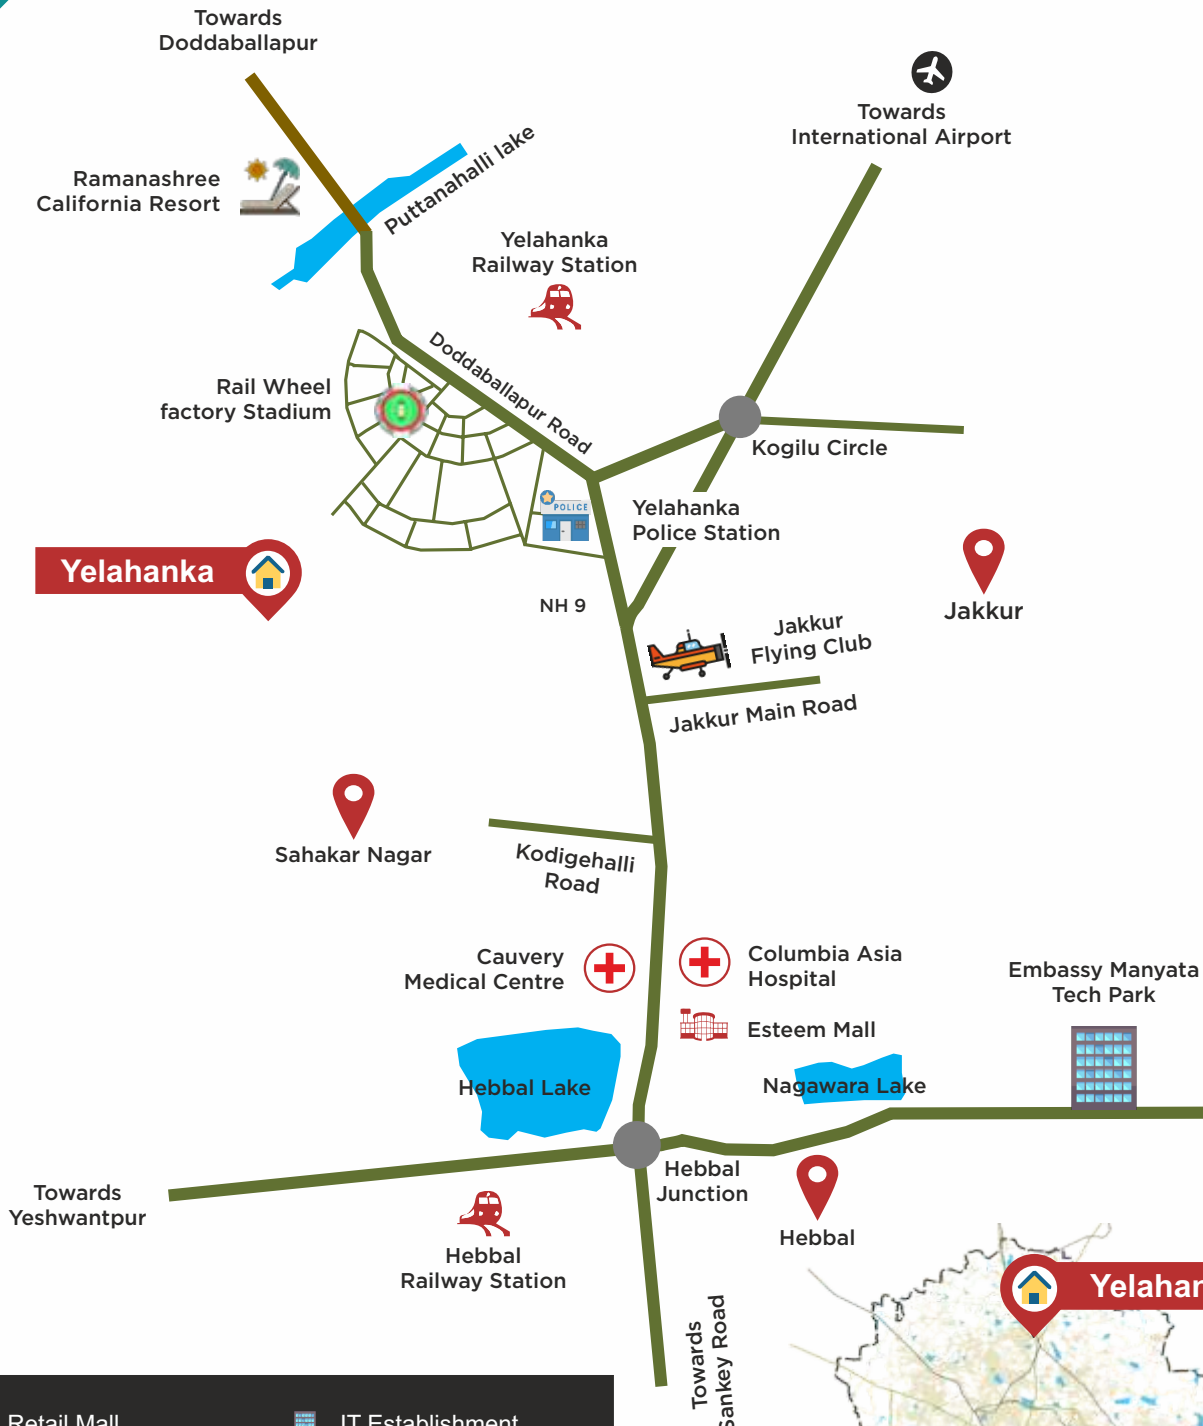 Towards
Doddaballapur
Towards
International Airport
Ramanashree
California Resort
Puttanahalli lake
Yelahanka
Railway Station
Doddaballapur Road
Rail Wheel
factory Stadium
Kogilu Circle
POLICE
Yelahanka
Police Station
Yelahanka
NH 9
Jakkur
Jakkur
Flying Club
Jakkur Main Road
Sahakar Nagar
Kodigehalli
Road
Cauvery
Medical Centre
Columbia Asia
Hospital
Embassy Manyata
Tech Park
Esteem Mall
Hebbal Lake
Nagawara Lake
Hebbal
Junction
Towards
Yeshwantpur
Hebbal
Hebbal
Railway Station
Yelahan
Towards
Sankey Road
Retail Mall
IT Establishment